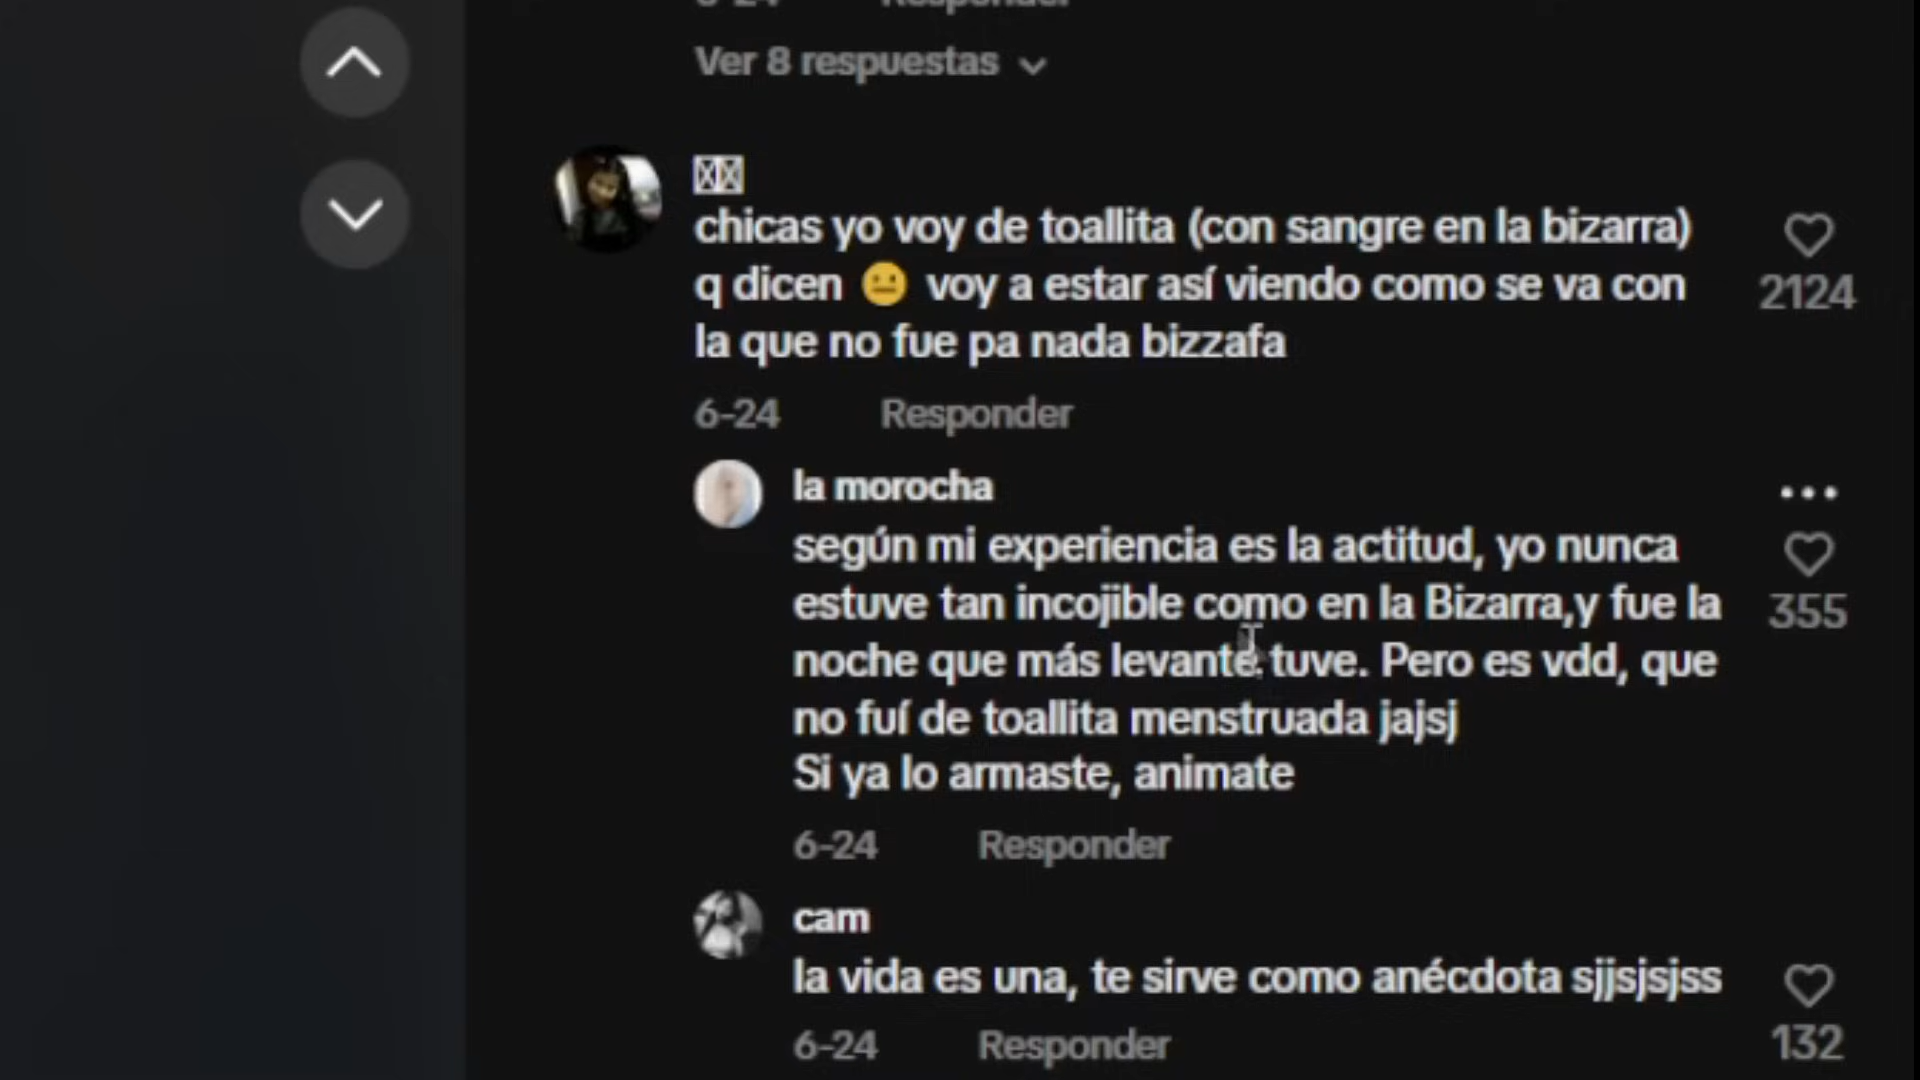 6-24 Responder
Ver 8 respuestas
chicas yo voy de toallita (con sangre en la bizarra)
q dicen 😐 voy a estar así viendo como se va con
la que no fue pa nada bizzafa
2124
6-24 Responder
la morocha
según mi experiencia es la actitud, yo nunca
estuve tan incojible como en la Bizarra,y fue la
noche que más levante tuve. Pero es vdd, que
no fuí de toallita menstruada jajsj
Si ya lo armaste, animate
355
6-24 Responder
cam
la vida es una, te sirve como anécdota sjjsjsjss
6-24 Responder
132